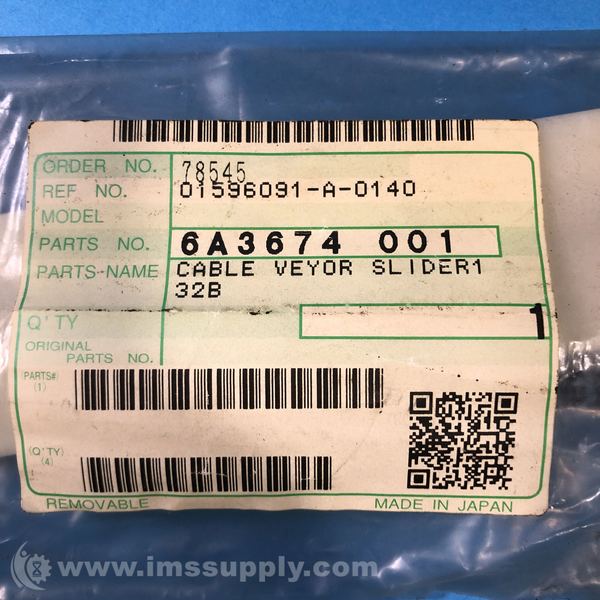 ORDER NO. 78545
REF NO. 01596091-A-0140
MODEL
PARTS NO. 6A3674 001
PARTS-NAME CABLE VEYOR SLIDER1
32B
Q'TY 1
ORIGINAL
PARTS NO.
(PARTS#)
(1)
(Q'TY)
(4)
REMOVABLE MADE IN JAPAN
www.imssupply.com